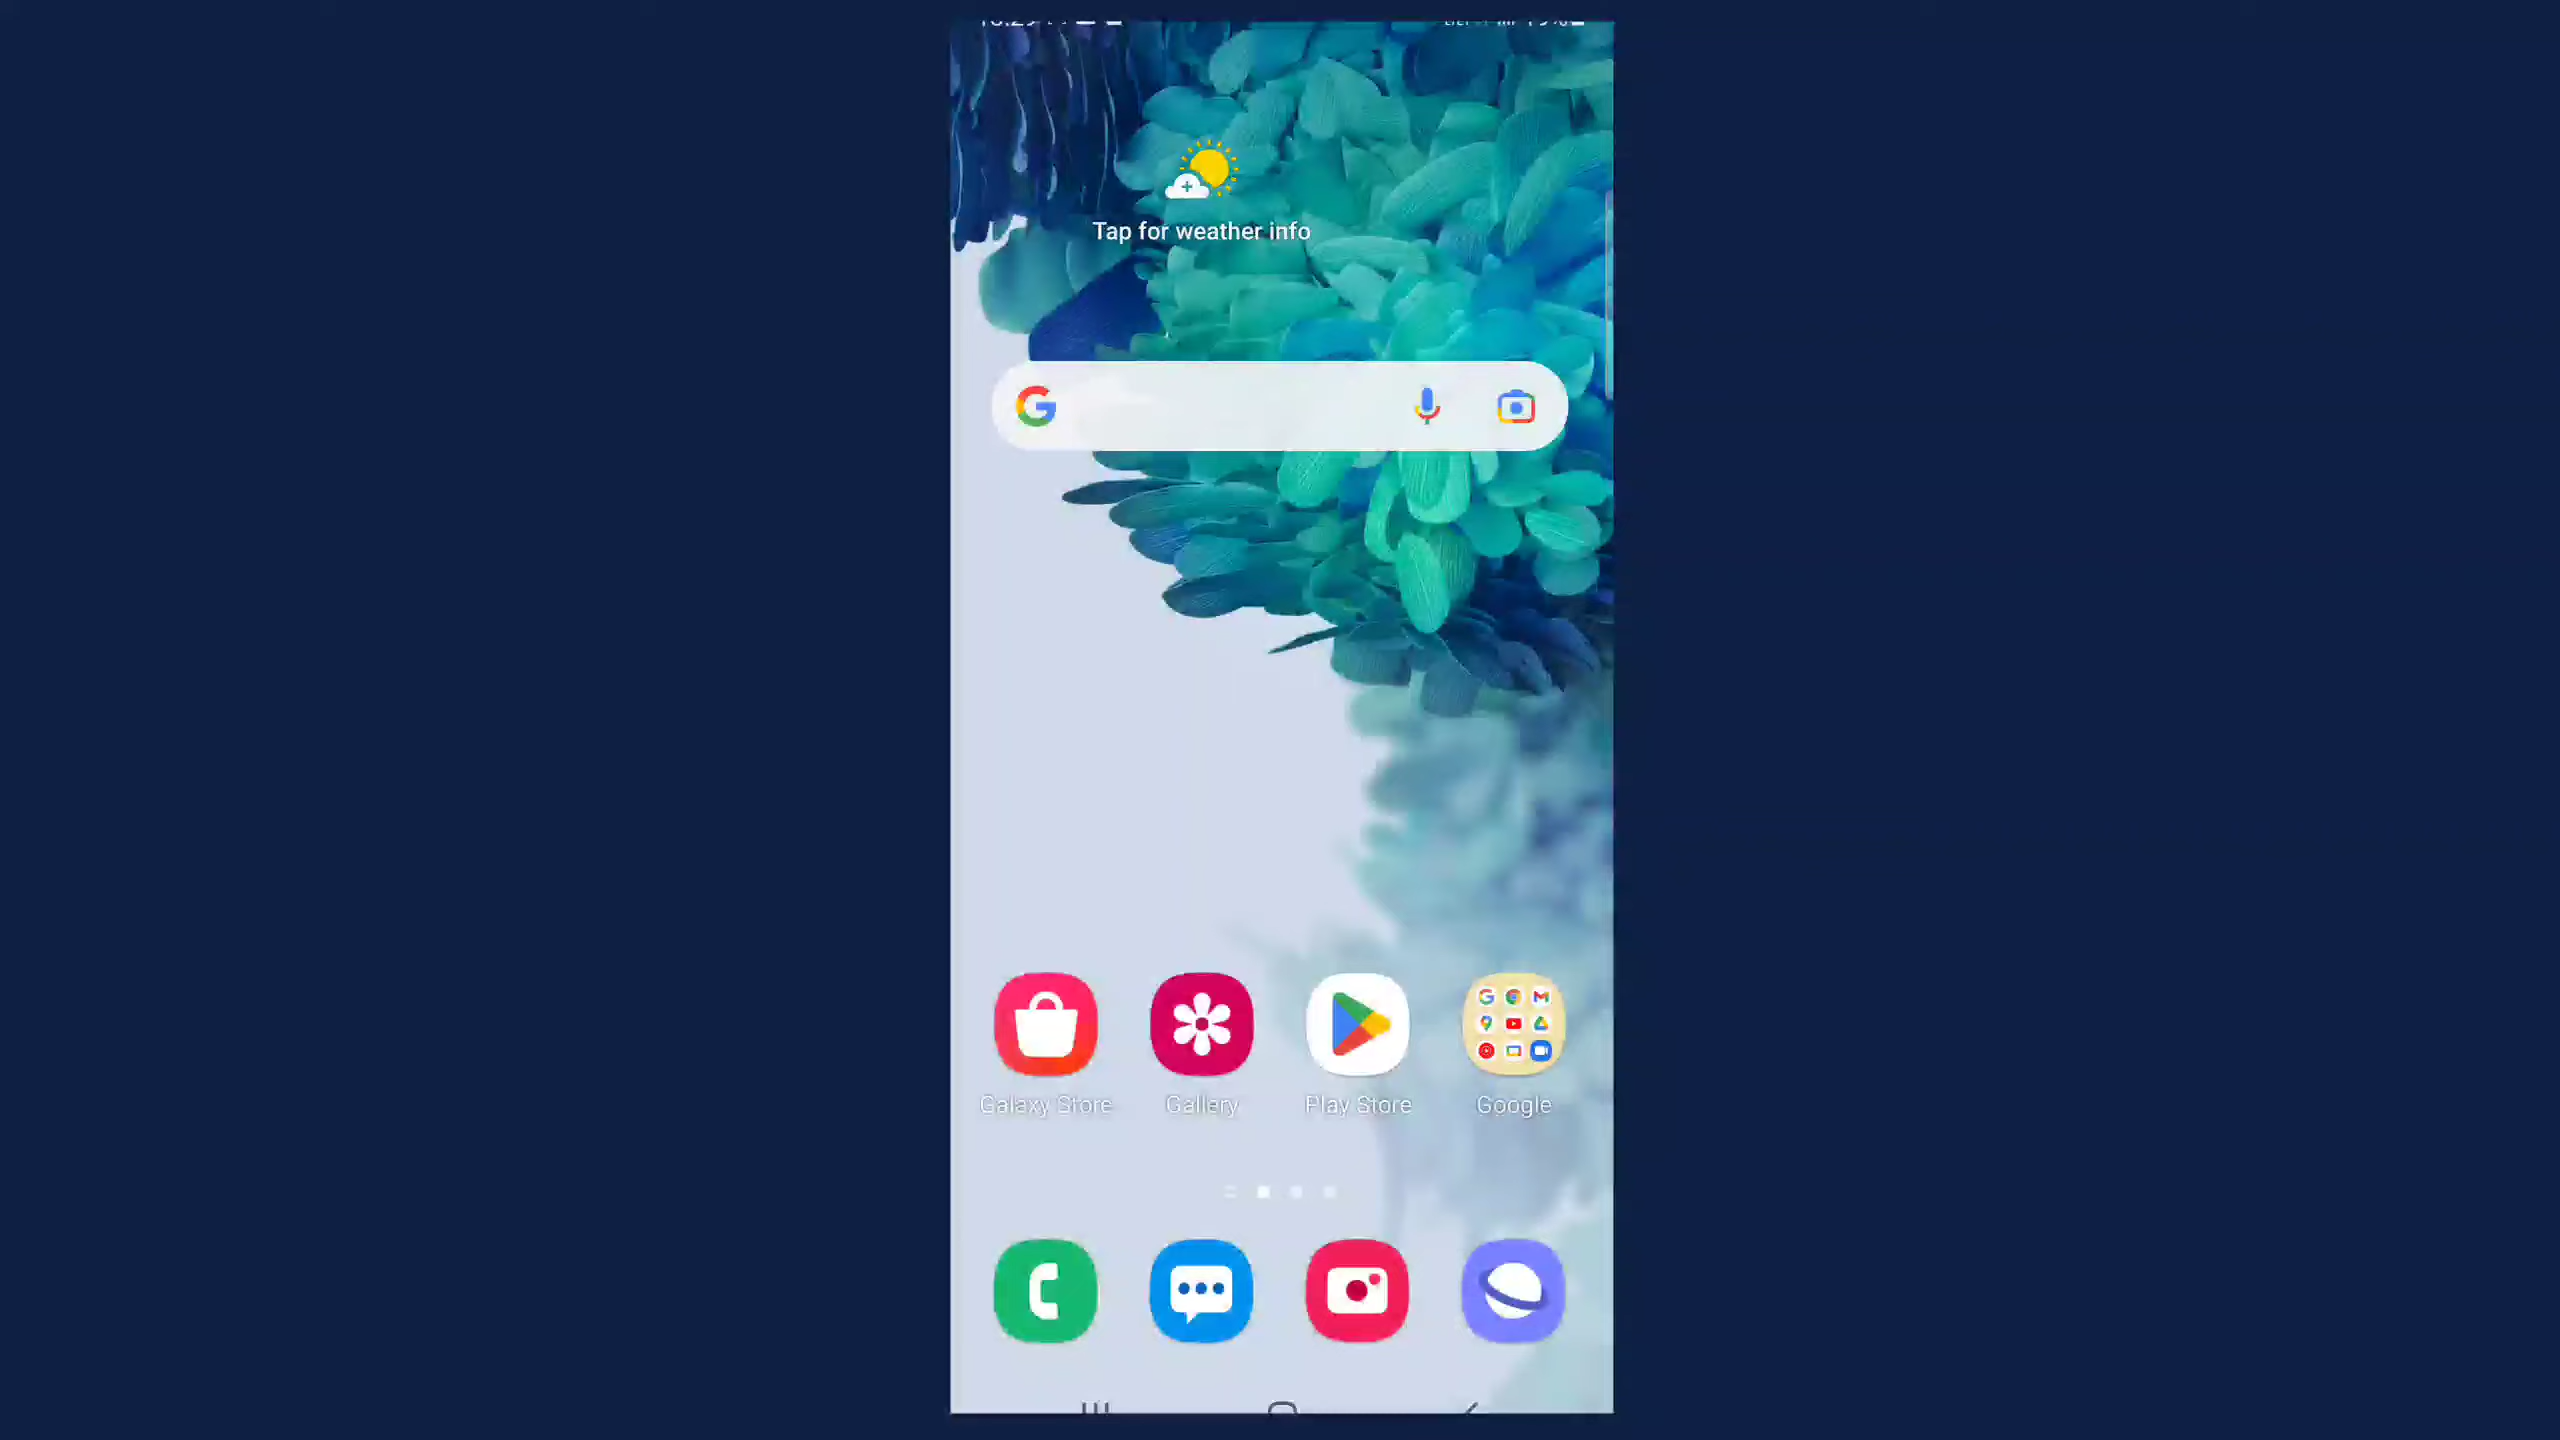 Tap for weather info
Galaxy Store
Gallery
Play Store
Google